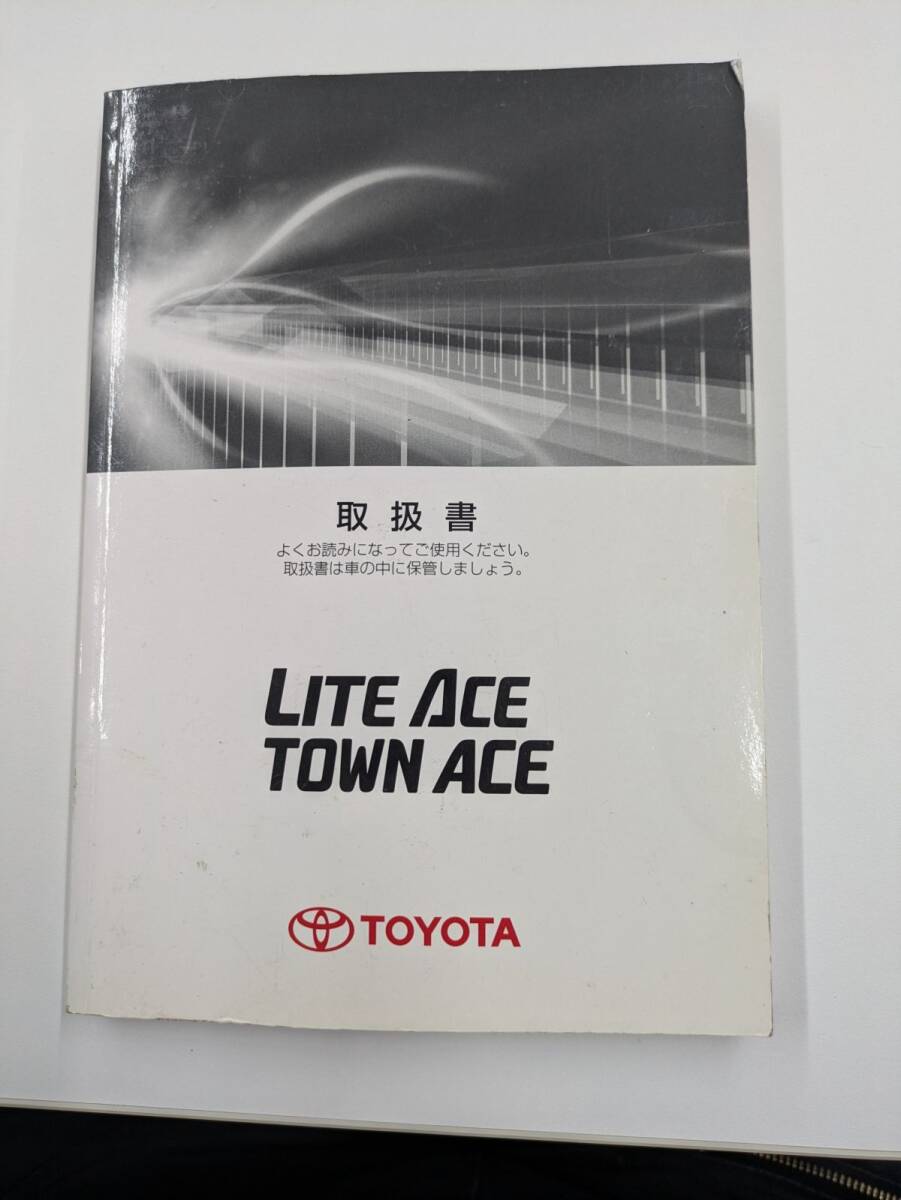 取扱書
よくお読みになってご使用ください。
取扱書は車の中に保管しましょう。
LITE ACE
TOWN ACE
TOYOTA